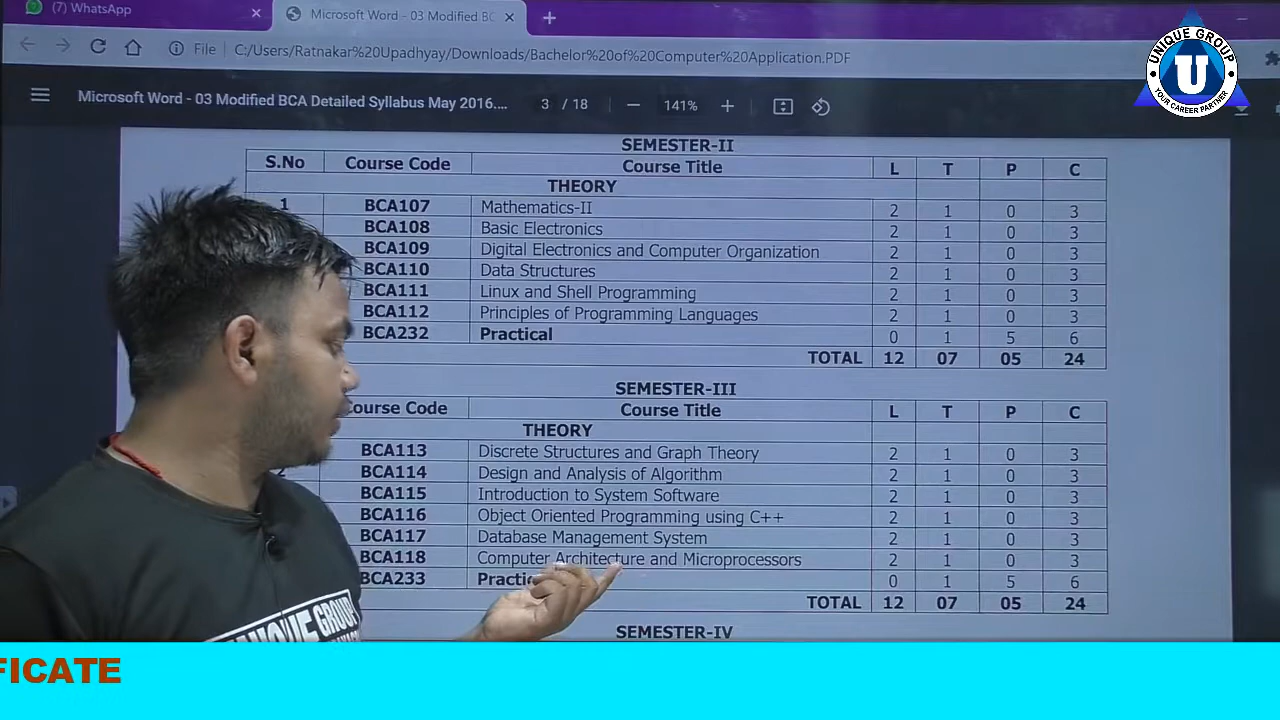 (7) WhatsApp
Microsoft Word - 03 Modified BC
File C:/Users/Ratnakar%20Upadhyay/Downloads/Bachelor%20of%20Computer%20Application.PDF
UNIQUE GROUP
U
YOUR CAREER PARTNER
Microsoft Word - 03 Modified BCA Detailed Syllabus May 2016.... 3 / 18 141%
SEMESTER-II
S.No Course Code Course Title L T P C
THEORY
1 BCA107 Mathematics-II 2 1 0 3
BCA108 Basic Electronics 2 1 0 3
BCA109 Digital Electronics and Computer Organization 2 1 0 3
BCA110 Data Structures 2 1 0 3
BCA111 Linux and Shell Programming 2 1 0 3
BCA112 Principles of Programming Languages 2 1 0 3
BCA232 Practical 0 1 5 6
TOTAL 12 07 05 24
SEMESTER-III
ourse Code Course Title L T P C
THEORY
BCA113 Discrete Structures and Graph Theory 2 1 0 3
2 BCA114 Design and Analysis of Algorithm 2 1 0 3
BCA115 Introduction to System Software 2 1 0 3
BCA116 Object Oriented Programming using C++ 2 1 0 3
BCA117 Database Management System 2 1 0 3
BCA118 Computer Architecture and Microprocessors 2 1 0 3
BCA233 Practic 0 1 5 6
TOTAL 12 07 05 24
SEMESTER-IV
UNIQUE GROUP
FICATE